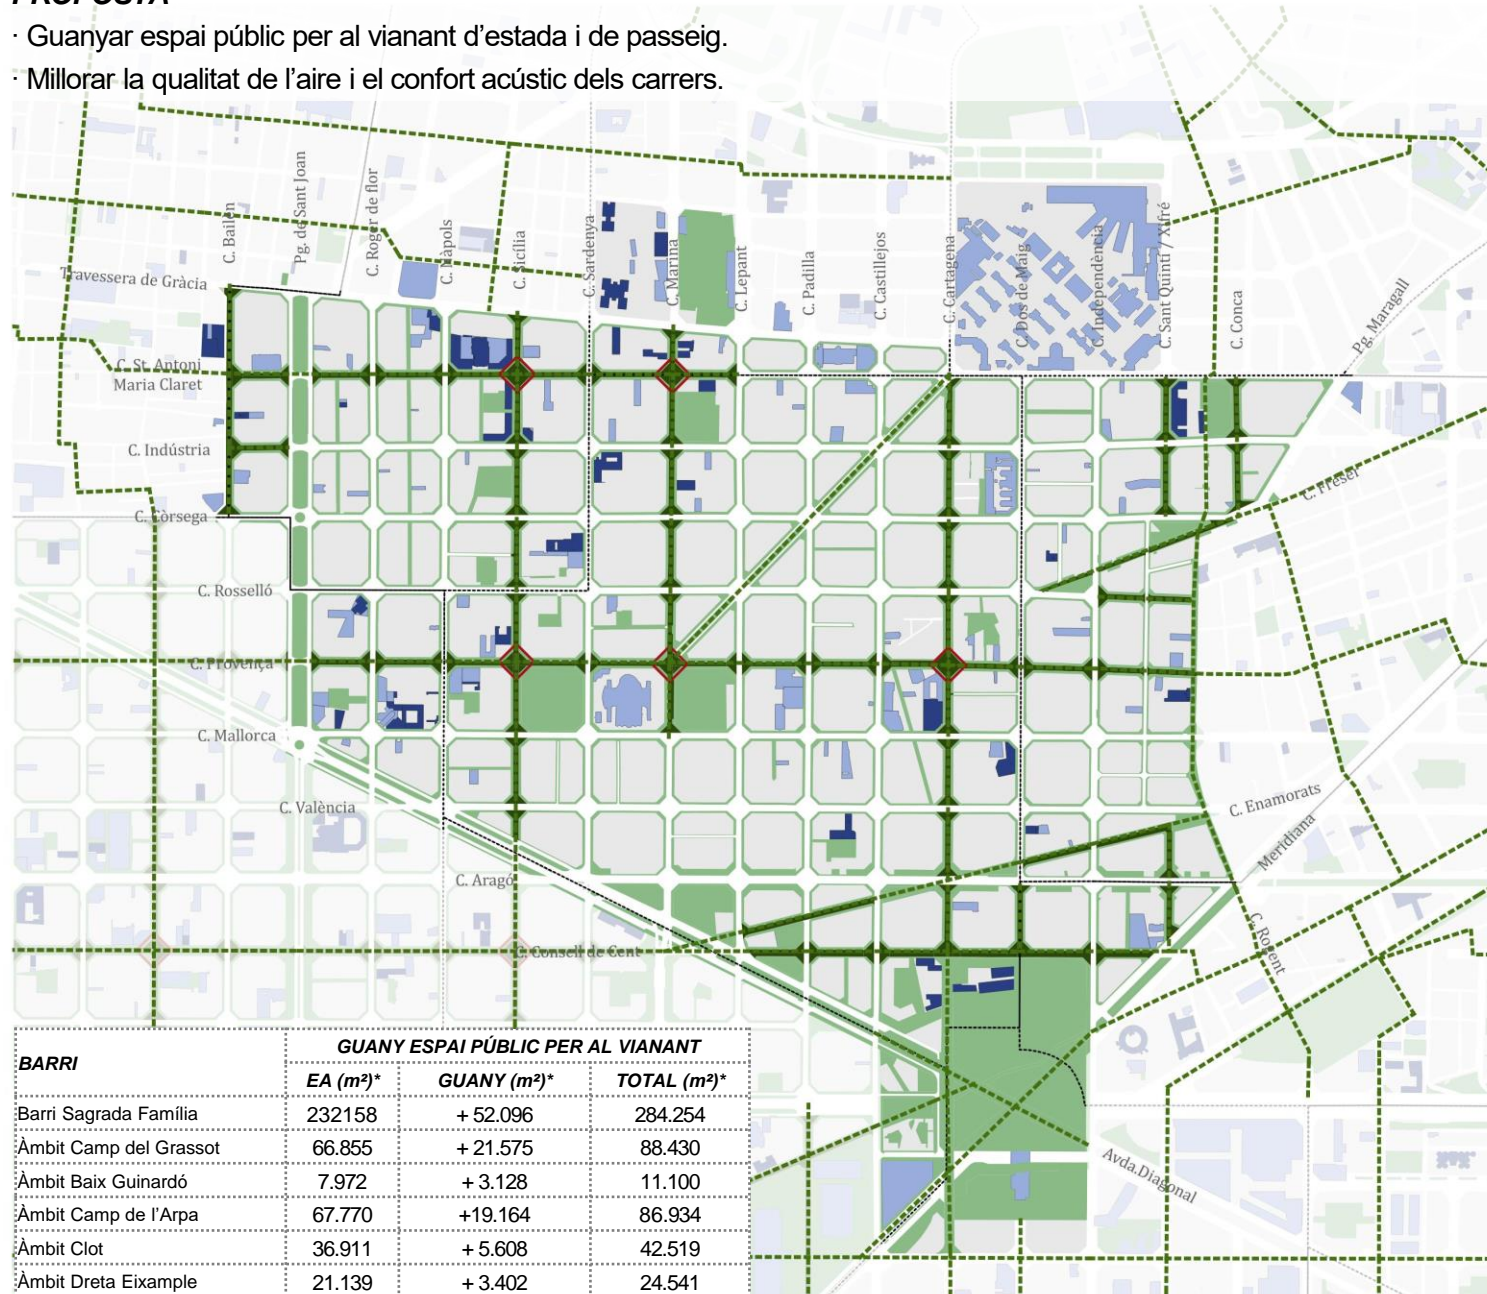 PROPOSTA
· Guanyar espai públic per al vianant d’estada i de passeig.
· Millorar la qualitat de l’aire i el confort acústic dels carrers.
C. Bailèn
Pg. de Sant Joan
C. Roger de flor
C. Nàpols
C. Sicília
C. Sardenya
C. Marina
C. Lepant
C. Padilla
C. Castillejos
C. Cartagena
C. Dos de Maig
C. Independència
C. Sant Quintí / Xifré
C. Conca
Pg. Maragall
Travessera de Gràcia
C. St. Antoni
Maria Claret
C. Indústria
C. Freser
C. Còrsega
C. Rosselló
C. Provença
C. Mallorca
C. València
C. Enamorats
Meridiana
C. Aragó
C. Consell de Cent
C. Rogent
Avda.Diagonal
BARRI
GUANY ESPAI PÚBLIC PER AL VIANANT
EA (m²)* GUANY (m²)* TOTAL (m²)*
Barri Sagrada Família 232158 + 52.096 284.254
Àmbit Camp del Grassot 66.855 + 21.575 88.430
Àmbit Baix Guinardó 7.972 + 3.128 11.100
Àmbit Camp de l’Arpa 67.770 +19.164 86.934
Àmbit Clot 36.911 + 5.608 42.519
Àmbit Dreta Eixample 21.139 + 3.402 24.541